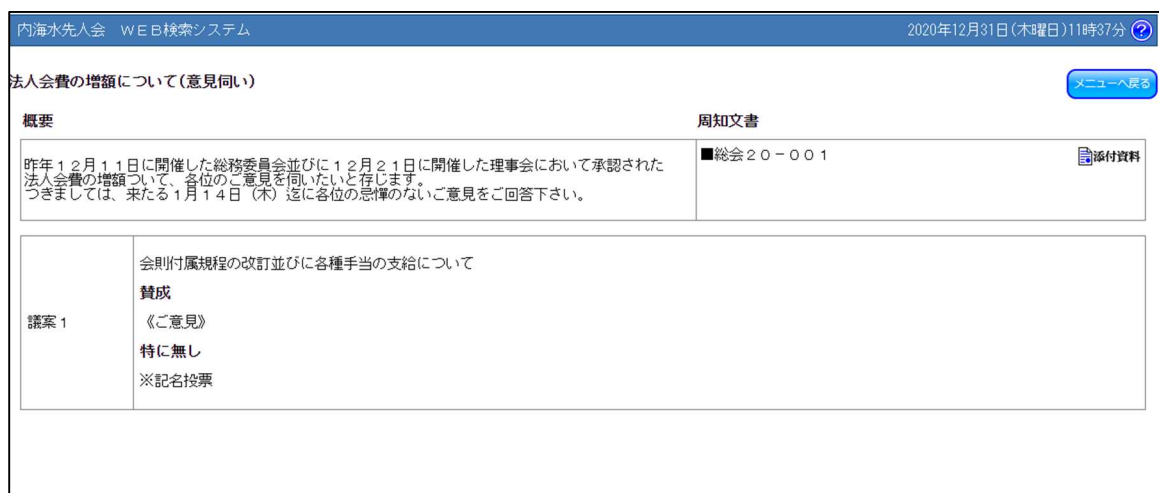 内海水先人会　ＷＥＢ検索システム
2020年12月31日(木曜日)11時37分 ?
法人会費の増額について(意見伺い)
メニューへ戻る
概要
周知文書
昨年１２月１１日に開催した総務委員会並びに１２月２１日に開催した理事会において承認された
法人会費の増額ついて、各位のご意見を伺いたいと存じます。
つきましては、来たる１月１４日（木）迄に各位の忌憚のないご意見をご回答下さい。
■総会２０－００１
添付資料
議案１
会則付属規程の改訂並びに各種手当の支給について
賛成
《ご意見》
特に無し
※記名投票